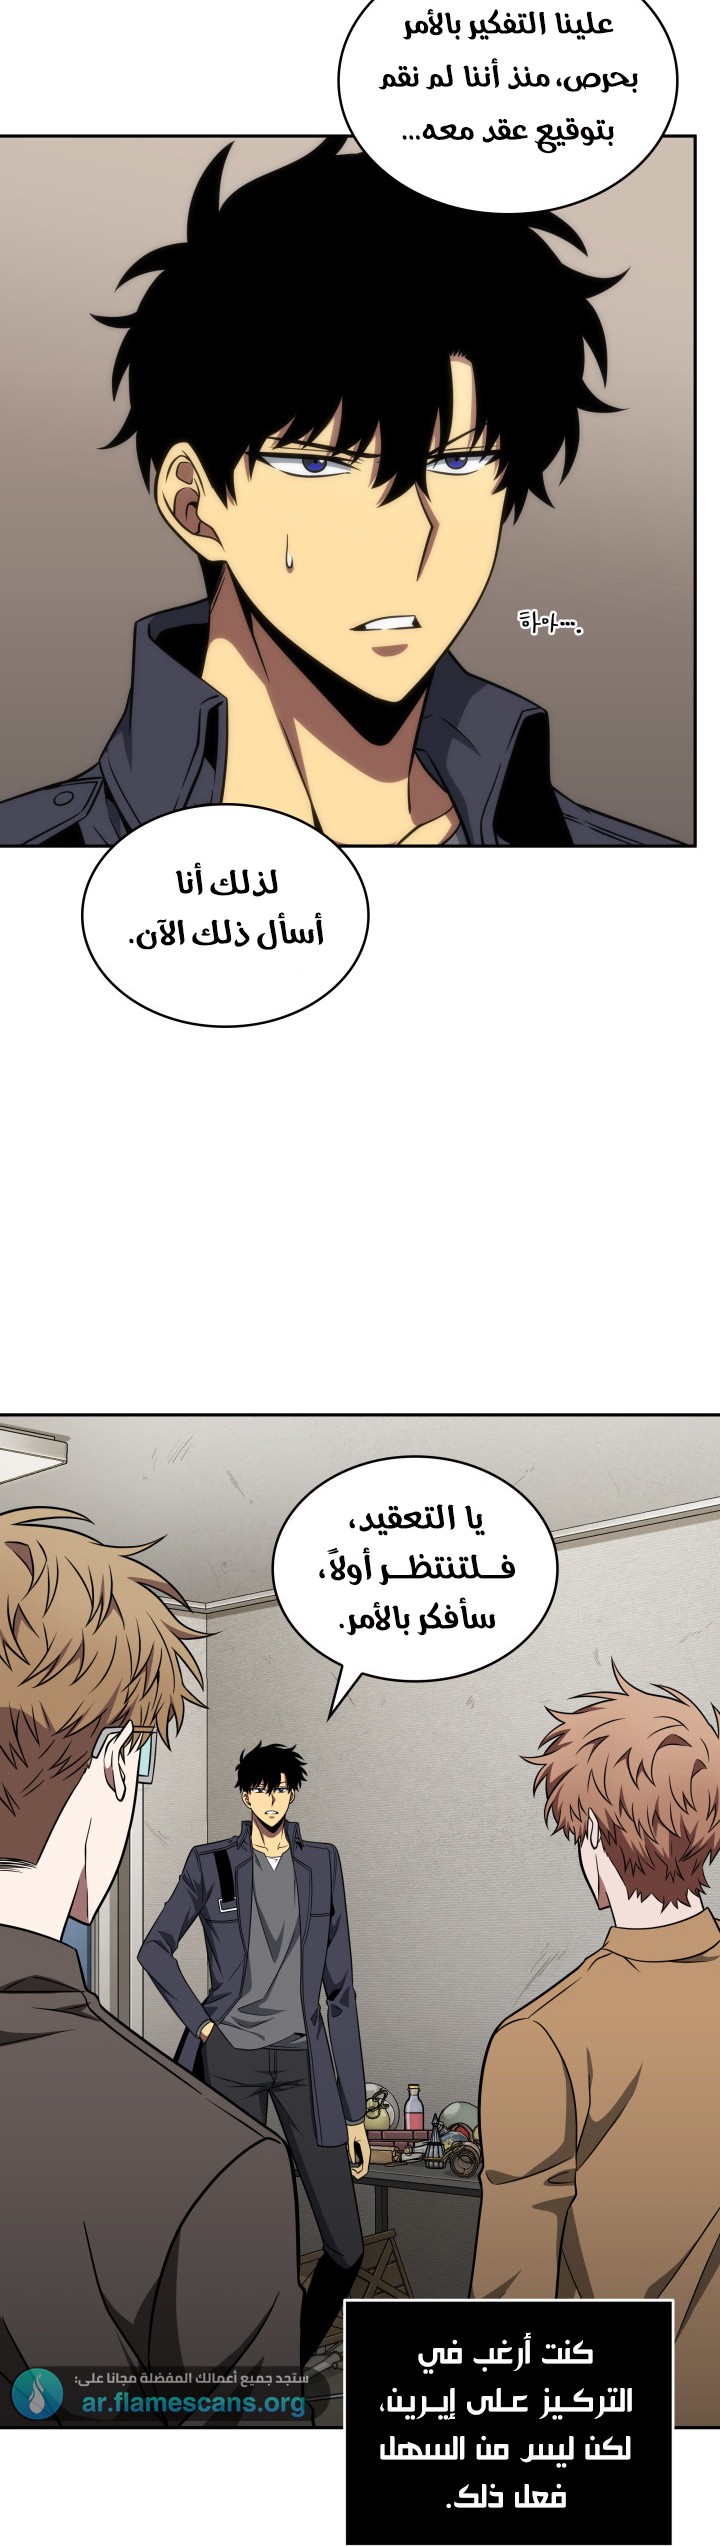 علينا التفكير بالأمر
بحرص، منذ أننا لم نقم
بتوقيع عقد معه...
하아....
لذلك أنا
أسأل ذلك الآن.
يا التعقيد،
فلتنتظر أولاً،
سأفكر بالأمر.
كنت أرغب في
التركيز على إيرين،
لكن ليس من السهل
فعل ذلك.
ستجد جميع أعمالك المفضلة مجانا على:
ar.flamescans.org